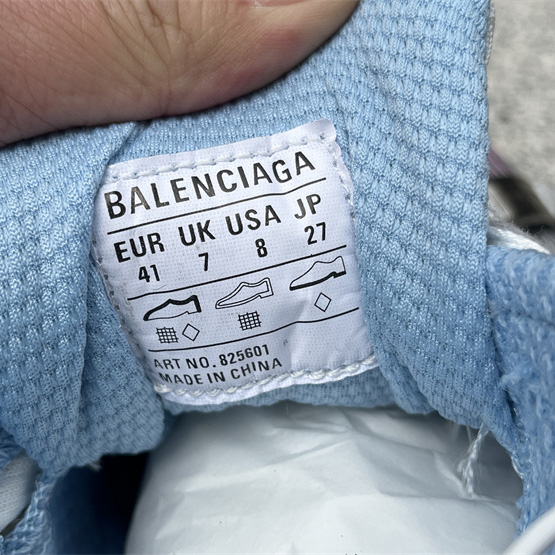 BALENCIAGA
EUR UK USA JP
41 7 8 27
ART NO. 825601
MADE IN CHINA